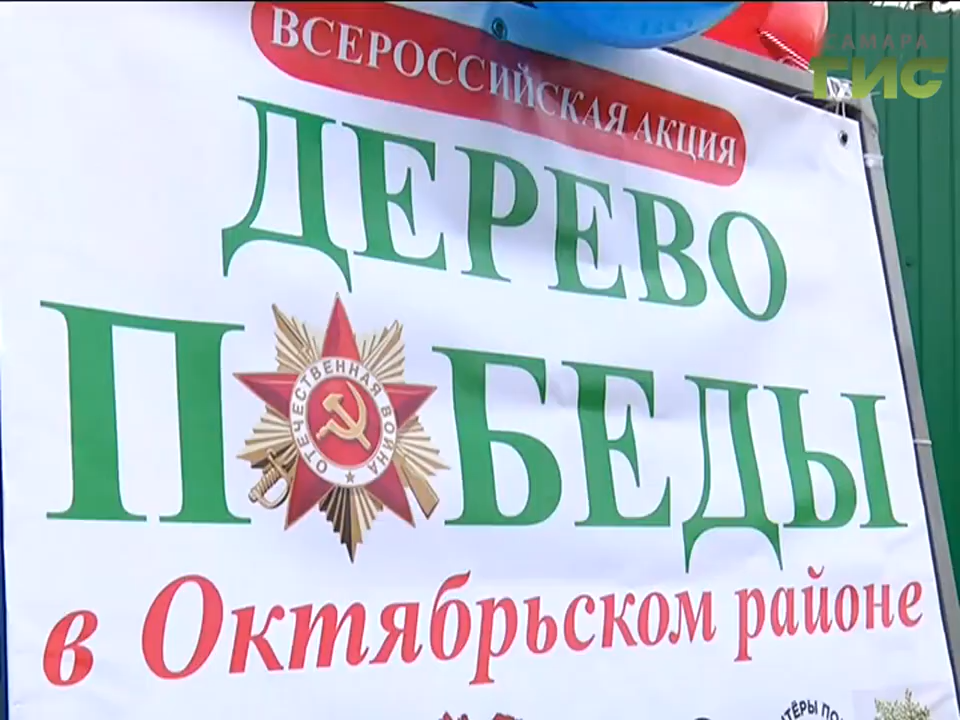 САМАРА
ГИС
ВСЕРОССИЙСКАЯ АКЦИЯ
ДЕРЕВО
ПОБЕДЫ
ОТЕЧЕСТВЕННАЯ ВОЙНА
в Октябрьском районе